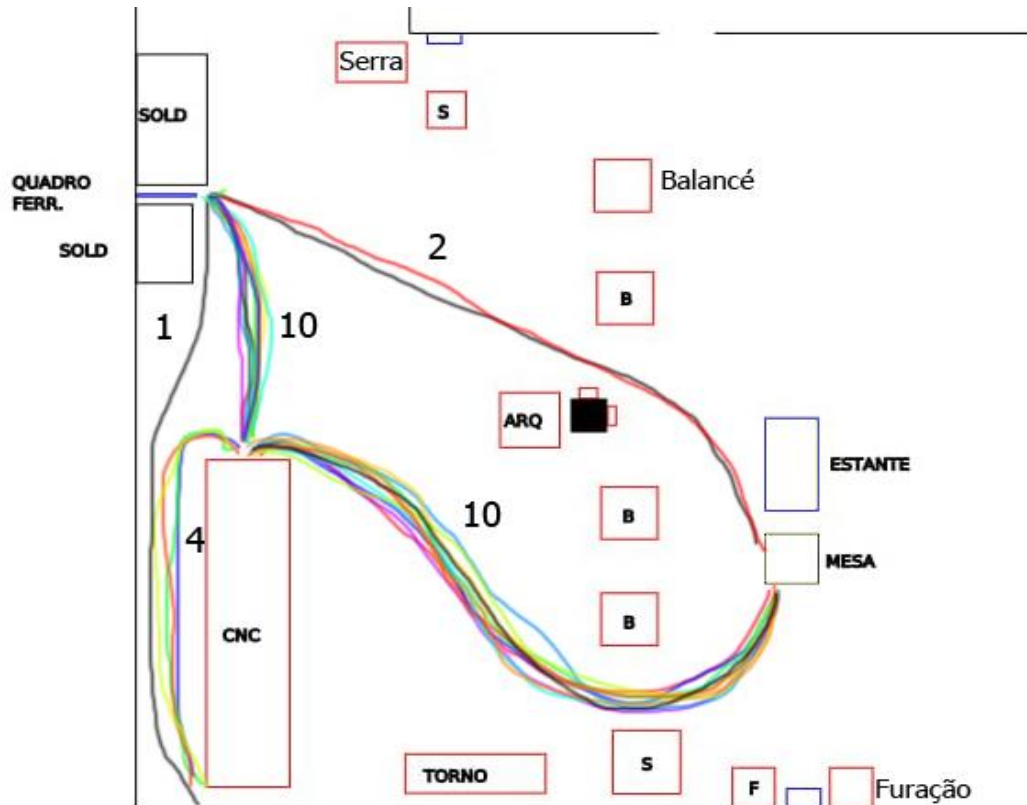 Serra
SOLD
S
QUADRO
FERR.
Balancé
SOLD
2
B
1
10
ARQ
ESTANTE
10
B
4
MESA
B
CNC
TORNO
S
F
Furação